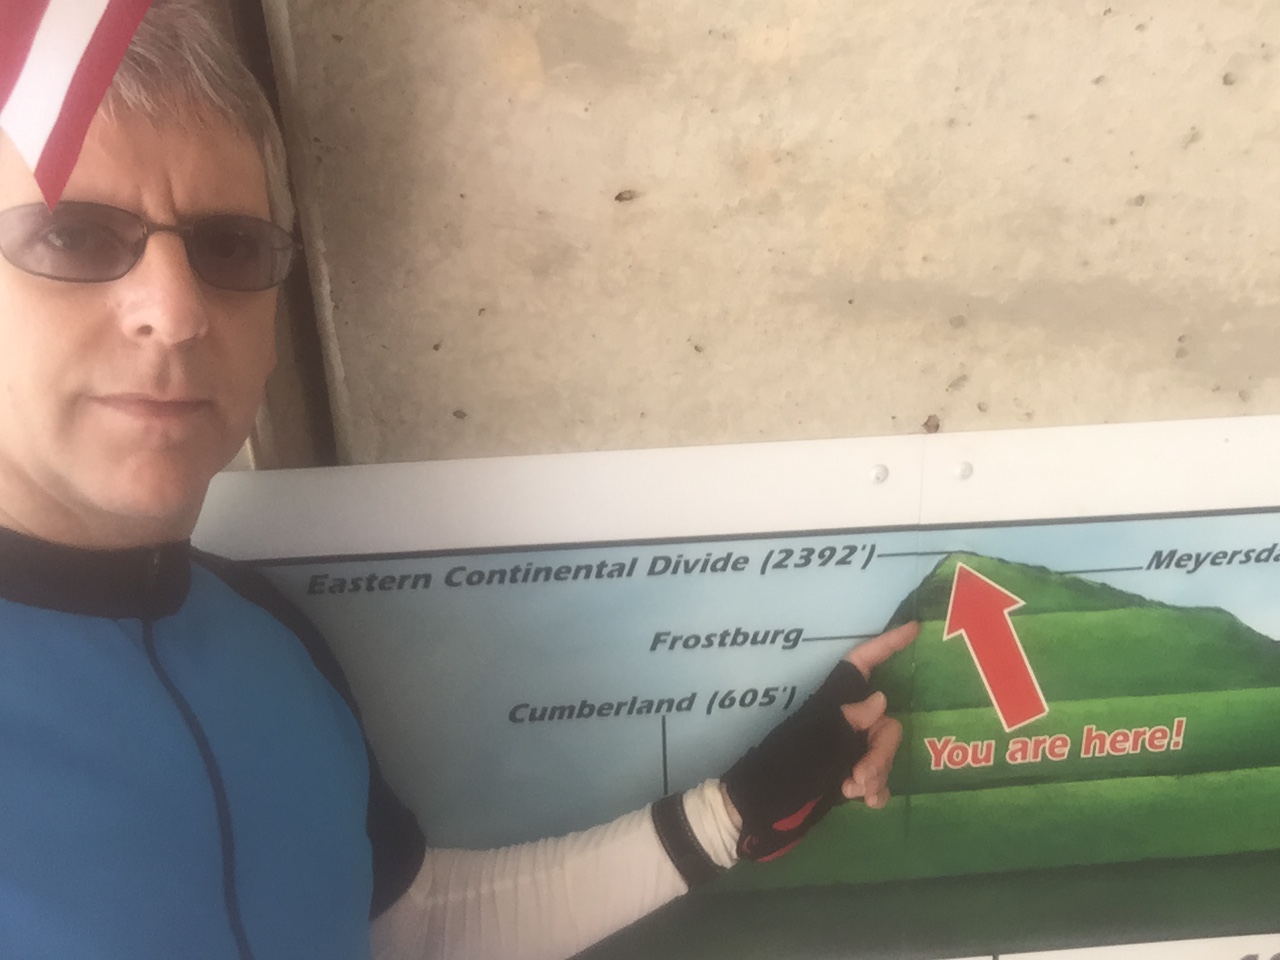 Eastern Continental Divide (2392')
Meyersda
Frostburg
Cumberland (605')
You are here!